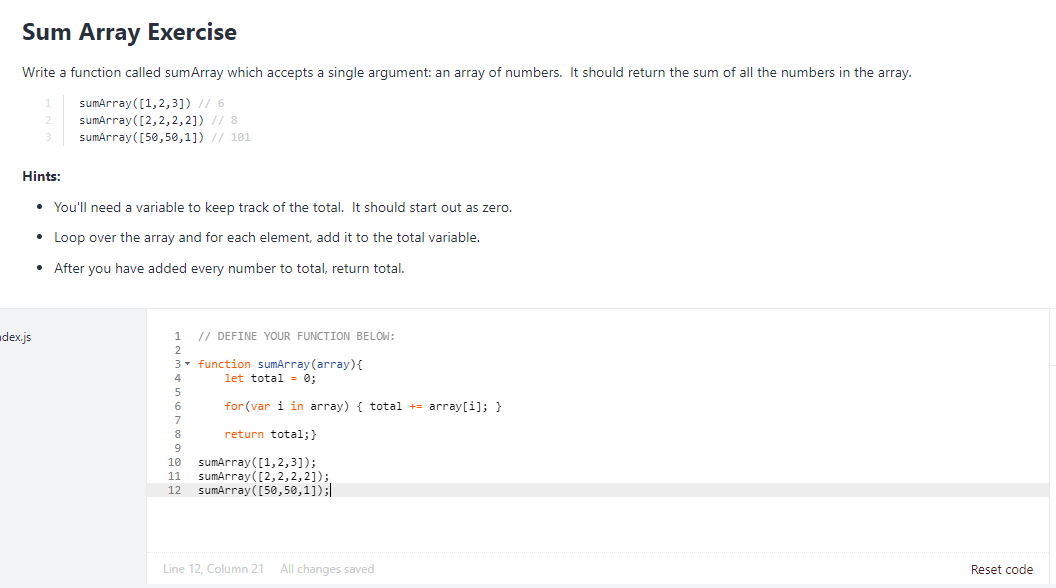 Sum Array Exercise
Write a function called sumArray which accepts a single argument: an array of numbers.  It should return the sum of all the numbers in the array.
1 sumArray([1,2,3]) // 6
2 sumArray([2,2,2,2]) // 8
3 sumArray([50,50,1]) // 101
Hints:
• You'll need a variable to keep track of the total.  It should start out as zero.
• Loop over the array and for each element, add it to the total variable.
• After you have added every number to total, return total.
dex.js
1 // DEFINE YOUR FUNCTION BELOW:
2
3 function sumArray(array){
4     let total = 0;
5
6     for(var i in array) { total += array[i]; }
7
8     return total;}
9
10 sumArray([1,2,3]);
11 sumArray([2,2,2,2]);
12 sumArray([50,50,1]);
Line 12, Column 21 All changes saved
Reset code